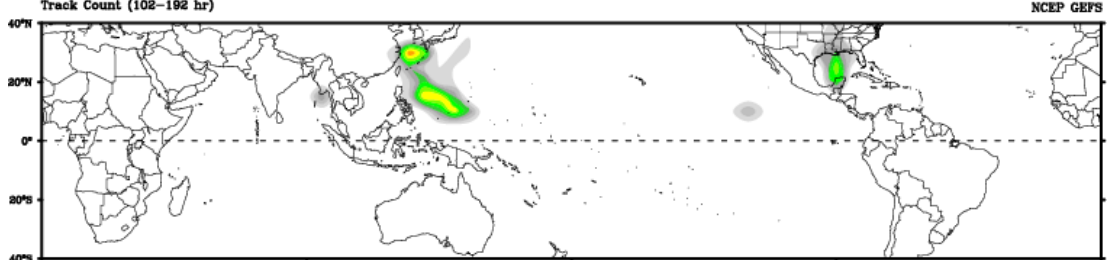 Track Count (102-192 hr) NCEP GEFS
40°N
20°N
0°
20°S
40°S